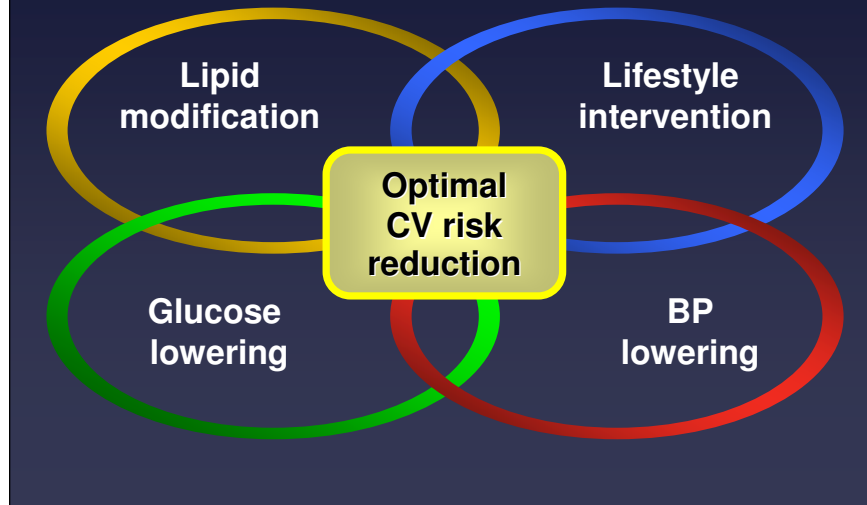 Lipid
modification
Lifestyle
intervention
Optimal
CV risk
reduction
Glucose
lowering
BP
lowering